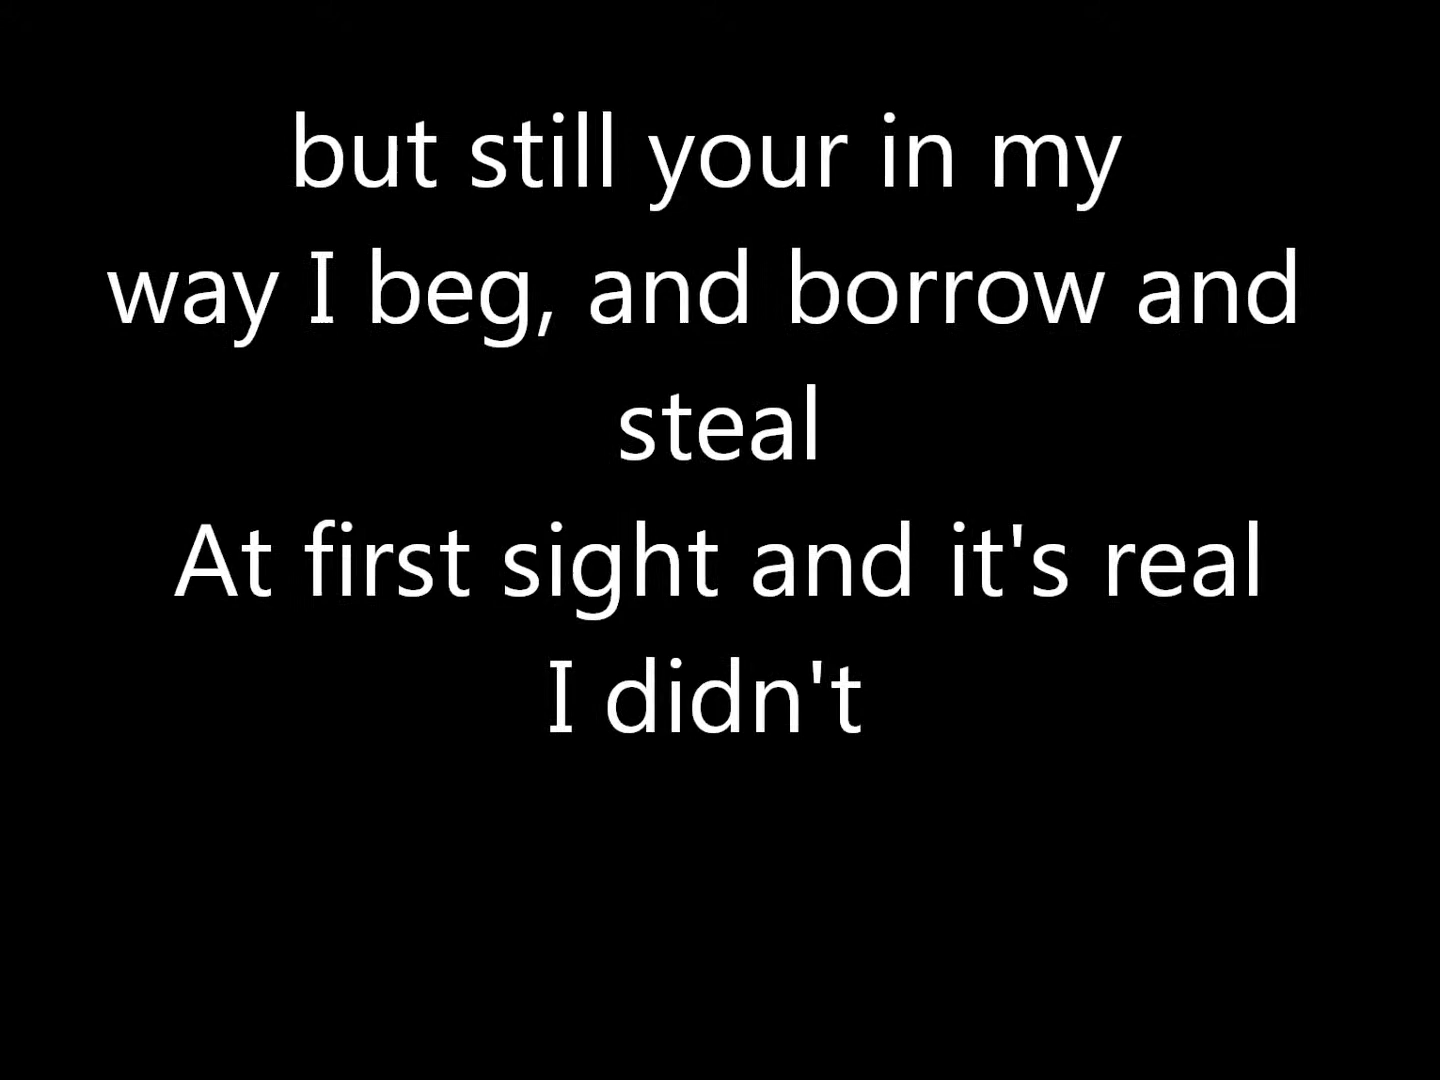 but still your in my
way I beg, and borrow and
steal
At first sight and it's real
I didn't